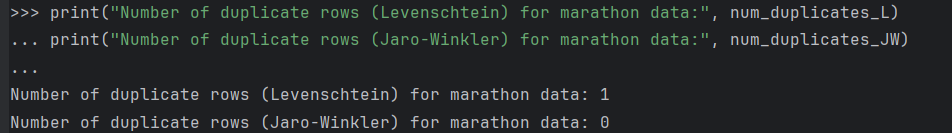 >>> print("Number of duplicate rows (Levenschtein) for marathon data:", num_duplicates_L)
... print("Number of duplicate rows (Jaro-Winkler) for marathon data:", num_duplicates_JW)
...
Number of duplicate rows (Levenschtein) for marathon data: 1
Number of duplicate rows (Jaro-Winkler) for marathon data: 0